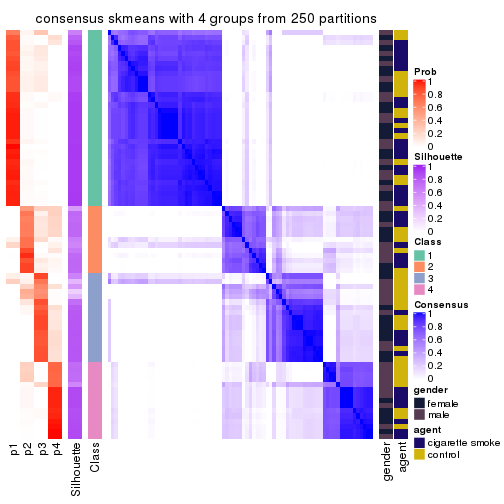 consensus skmeans with 4 groups from 250 partitions
Prob
1
0.8
0.6
0.4
0.2
0
Silhouette
1
0.8
0.6
0.4
0.2
0
Class
1
2
3
4
Consensus
1
0.8
0.6
0.4
0.2
0
gender
female
male
agent
cigarette smoke
control
p1
p2
p3
p4
Silhouette
Class
gender
agent